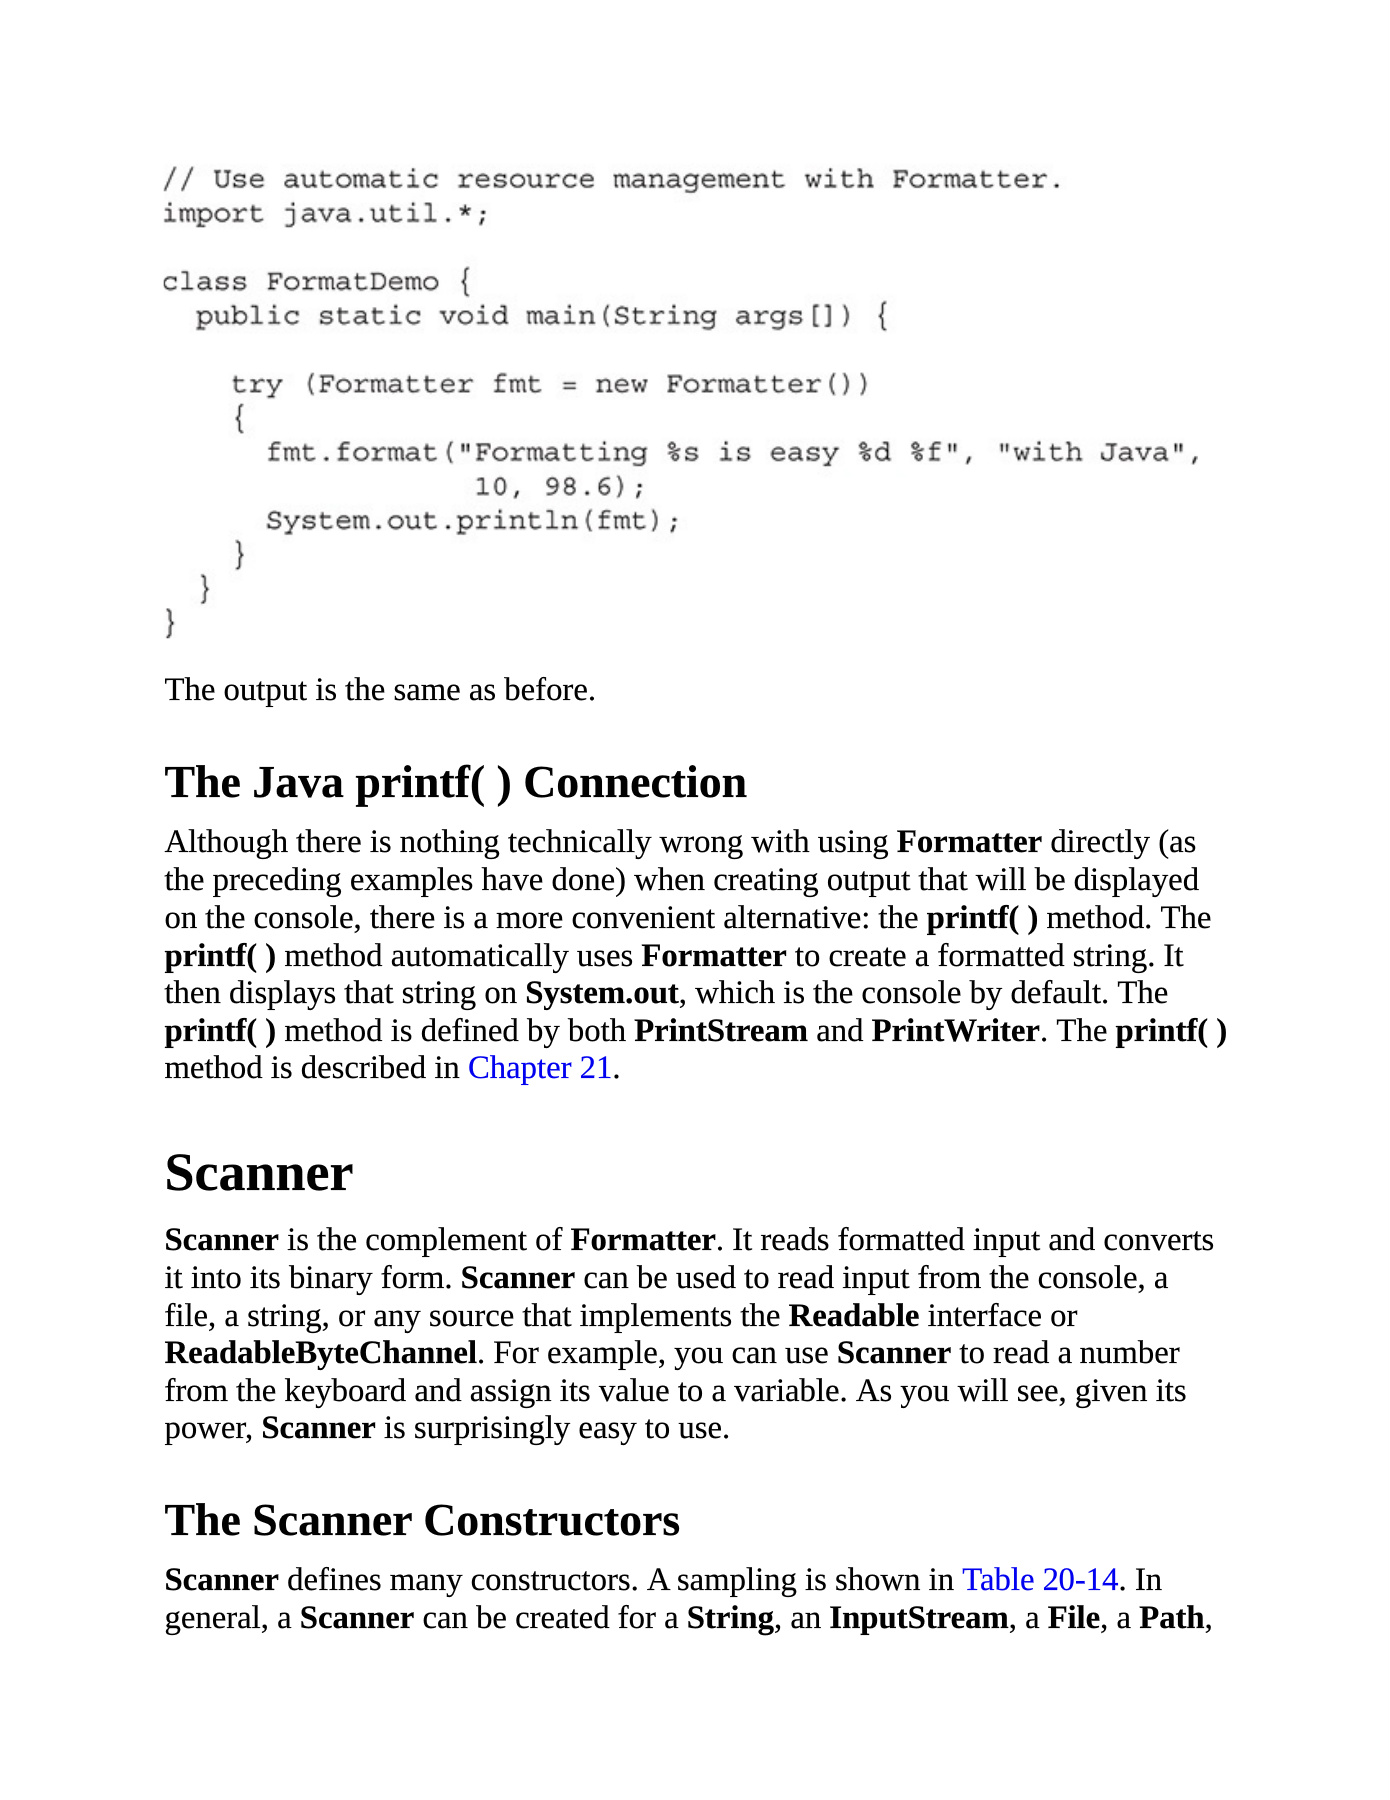 // Use automatic resource management with Formatter.
import java.util.*;
class FormatDemo {
public static void main(String args[]) {
try (Formatter fmt = new Formatter())
{
fmt.format("Formatting %s is easy %d %f", "with Java",
10, 98.6);
System.out.println(fmt);
}
}
}
The output is the same as before.
The Java printf( ) Connection
Although there is nothing technically wrong with using Formatter directly (as
the preceding examples have done) when creating output that will be displayed
on the console, there is a more convenient alternative: the printf( ) method. The
printf( ) method automatically uses Formatter to create a formatted string. It
then displays that string on System.out, which is the console by default. The
printf( ) method is defined by both PrintStream and PrintWriter. The printf( )
method is described in Chapter 21.
Scanner
Scanner is the complement of Formatter. It reads formatted input and converts
it into its binary form. Scanner can be used to read input from the console, a
file, a string, or any source that implements the Readable interface or
ReadableByteChannel. For example, you can use Scanner to read a number
from the keyboard and assign its value to a variable. As you will see, given its
power, Scanner is surprisingly easy to use.
The Scanner Constructors
Scanner defines many constructors. A sampling is shown in Table 20-14. In
general, a Scanner can be created for a String, an InputStream, a File, a Path,